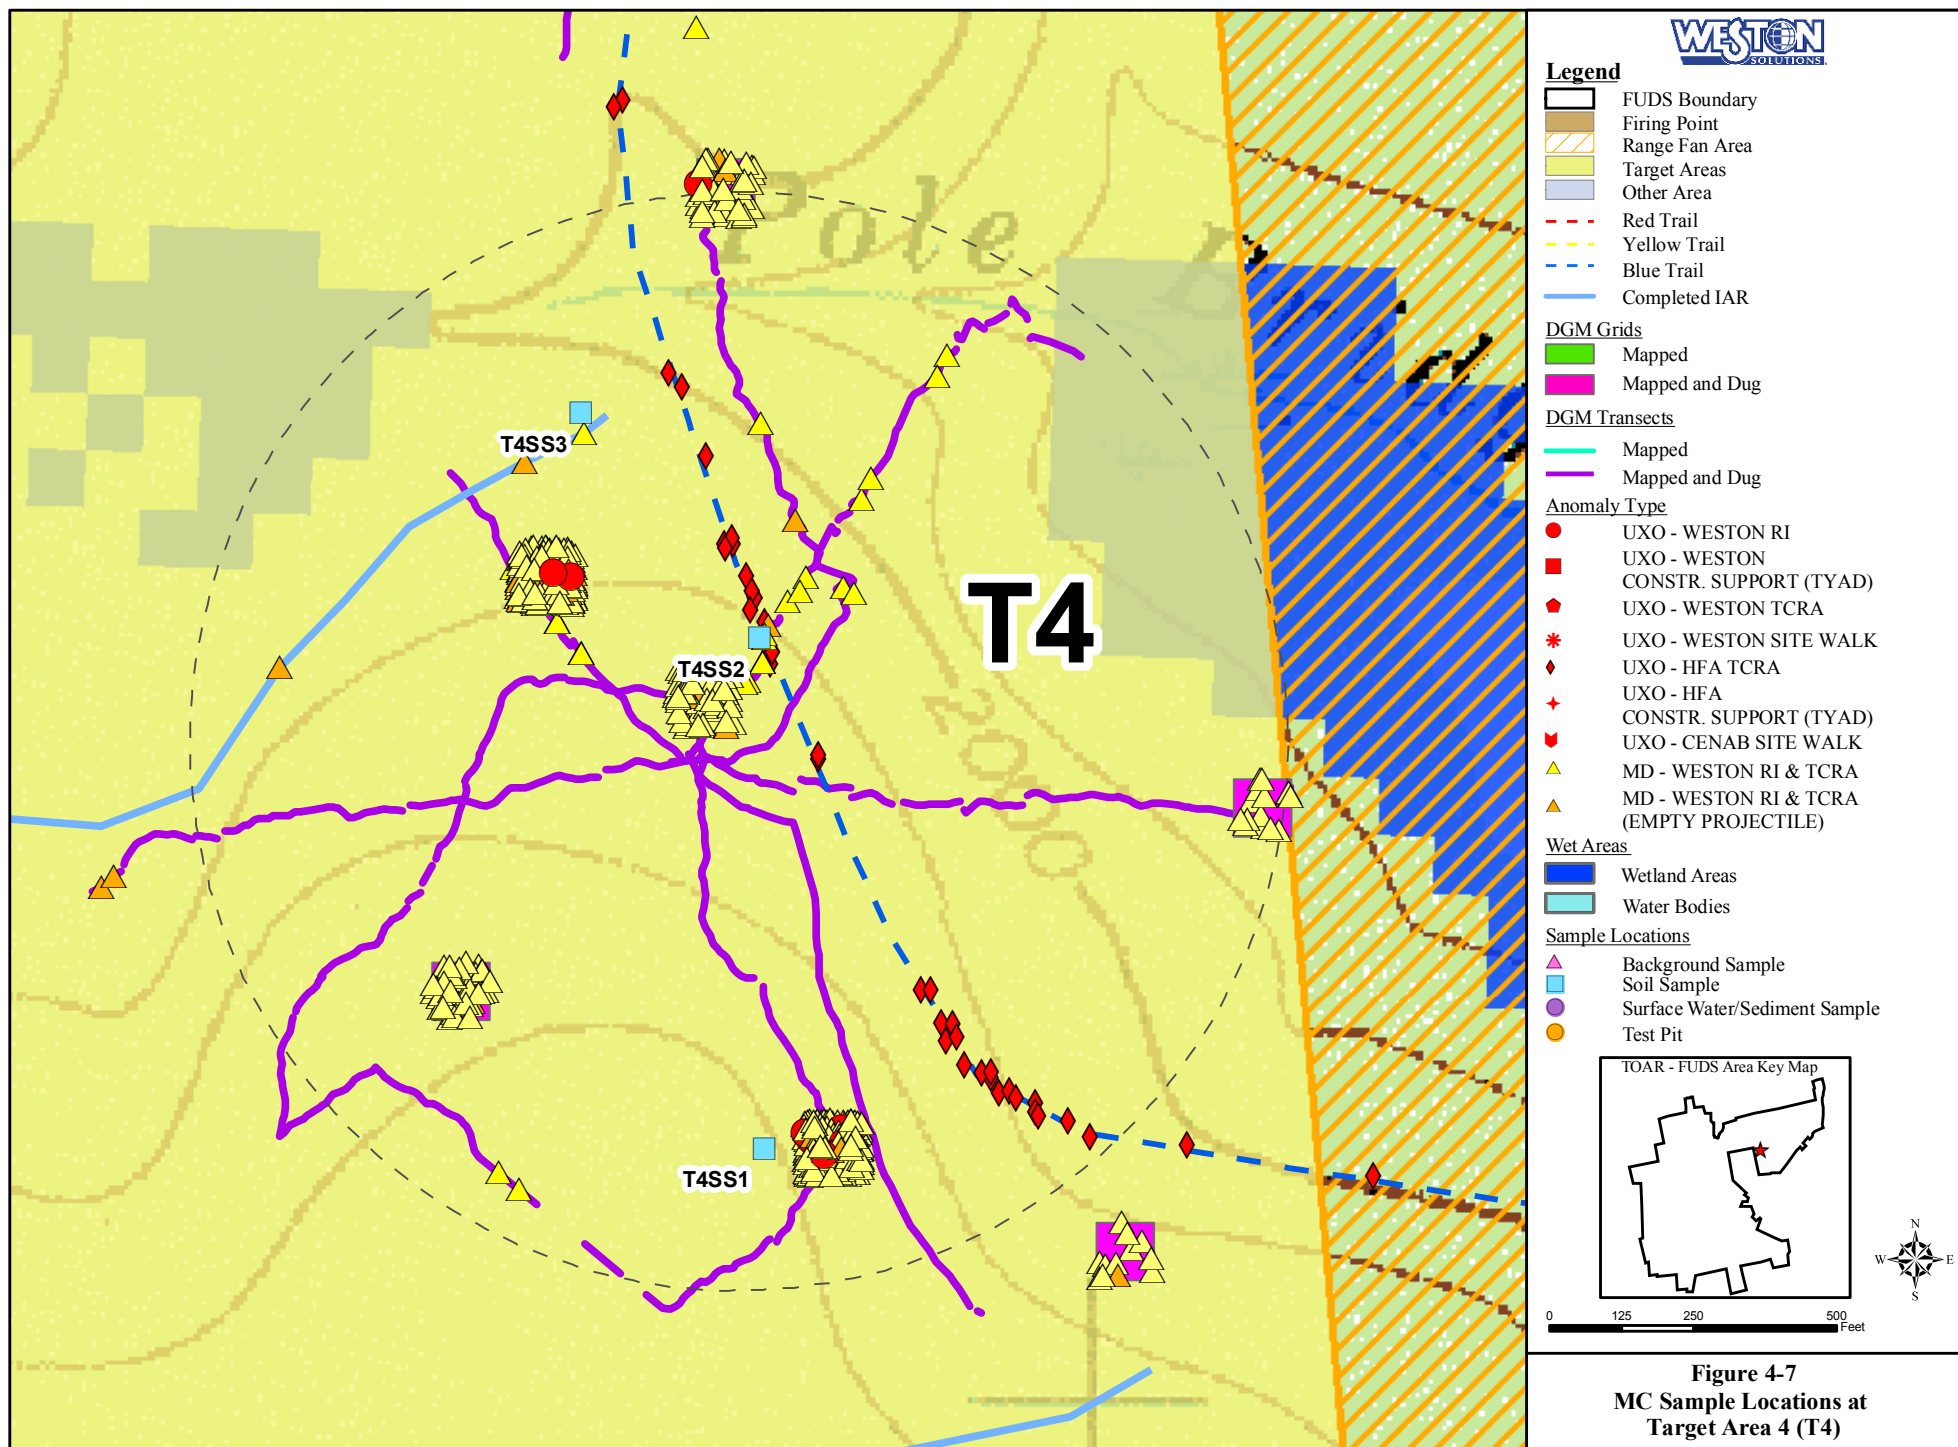 Pole
T4SS3
T4
T4SS2
2000
T4SS1
WESTON
SOLUTIONS
Legend
FUDS Boundary
Firing Point
Range Fan Area
Target Areas
Other Area
Red Trail
Yellow Trail
Blue Trail
Completed IAR
DGM Grids
Mapped
Mapped and Dug
DGM Transects
Mapped
Mapped and Dug
Anomaly Type
UXO - WESTON RI
UXO - WESTON
CONSTR. SUPPORT (TYAD)
UXO - WESTON TCRA
UXO - WESTON SITE WALK
UXO - HFA TCRA
UXO - HFA
CONSTR. SUPPORT (TYAD)
UXO - CENAB SITE WALK
MD - WESTON RI & TCRA
MD - WESTON RI & TCRA
(EMPTY PROJECTILE)
Wet Areas
Wetland Areas
Water Bodies
Sample Locations
Background Sample
Soil Sample
Surface Water/Sediment Sample
Test Pit
TOAR - FUDS Area Key Map
N
W E
S
0 125 250 500
Feet
Figure 4-7
MC Sample Locations at
Target Area 4 (T4)